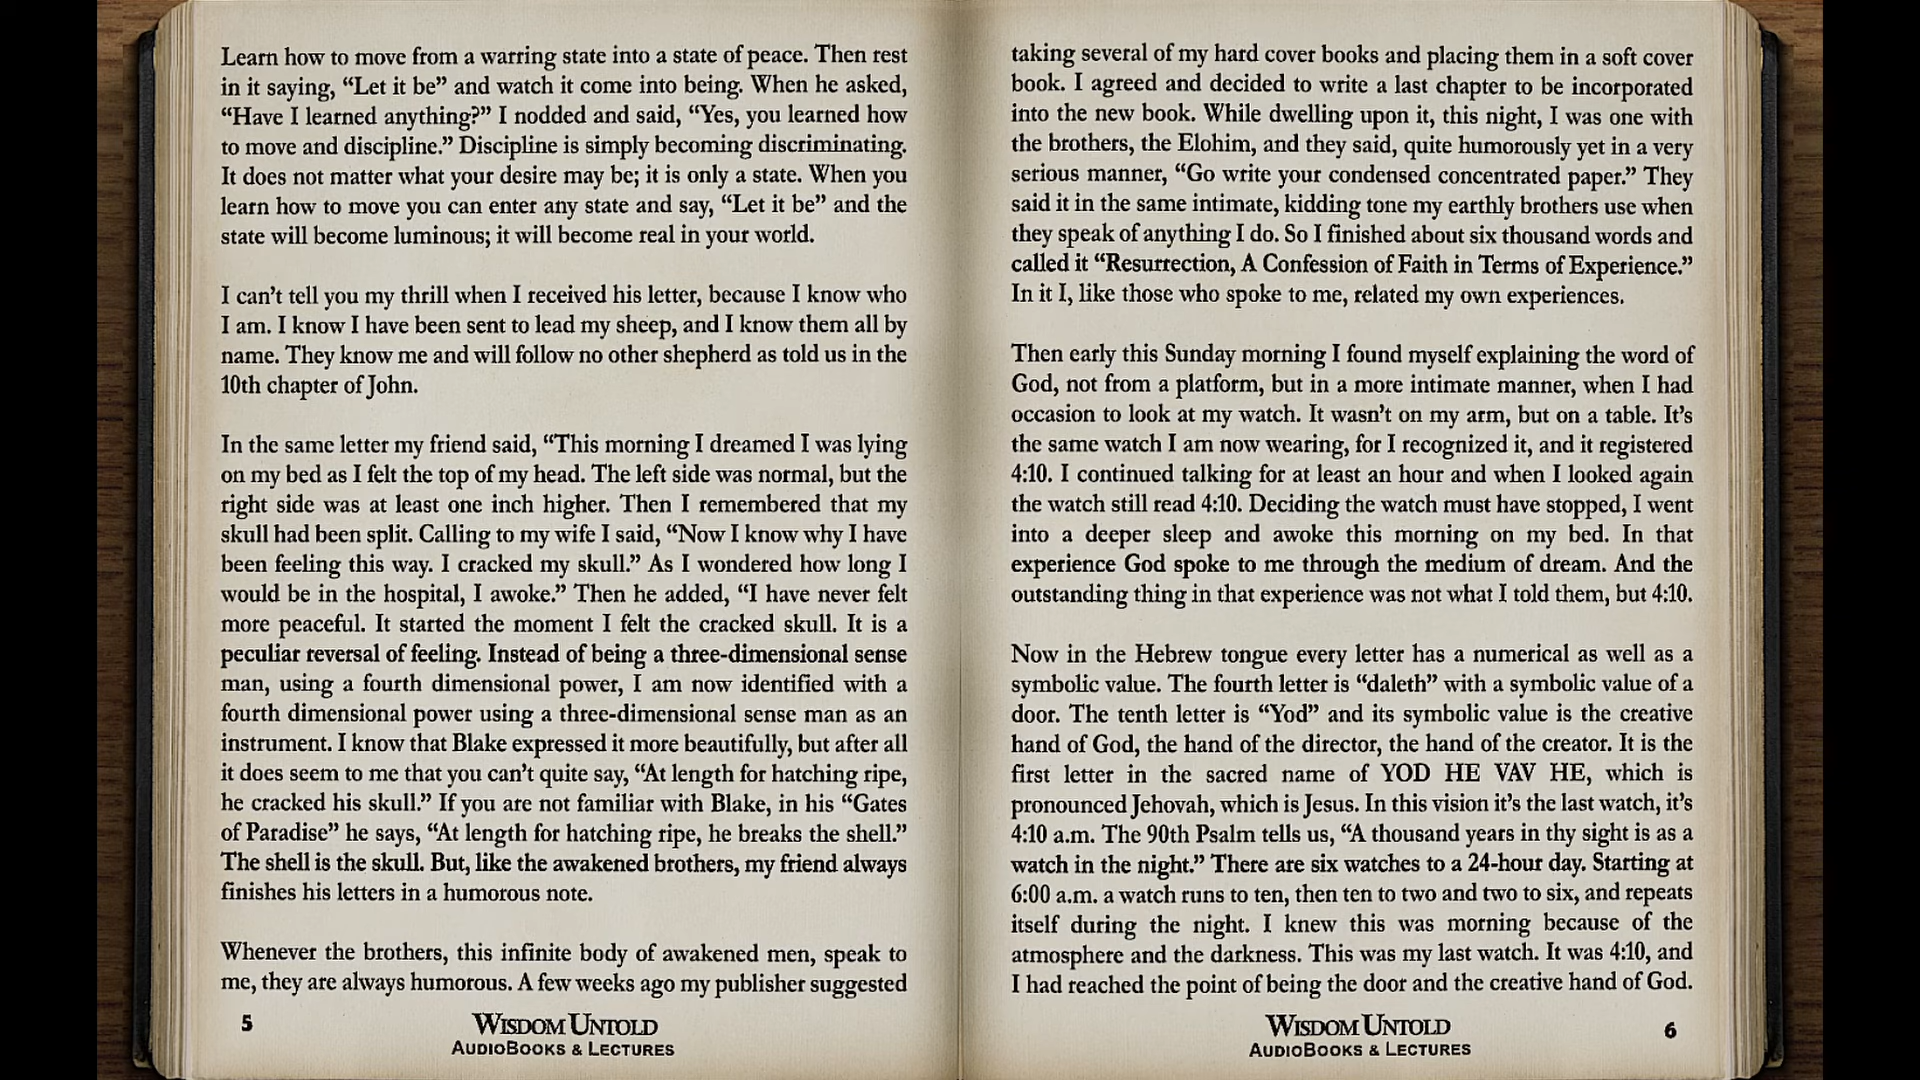 Learn how to move from a warring state into a state of peace. Then rest
in it saying, “Let it be” and watch it come into being. When he asked,
“Have I learned anything?” I nodded and said, “Yes, you learned how
to move and discipline.” Discipline is simply becoming discriminating.
It does not matter what your desire may be; it is only a state. When you
learn how to move you can enter any state and say, “Let it be” and the
state will become luminous; it will become real in your world.
I can’t tell you my thrill when I received his letter, because I know who
I am. I know I have been sent to lead my sheep, and I know them all by
name. They know me and will follow no other shepherd as told us in the
10th chapter of John.
In the same letter my friend said, “This morning I dreamed I was lying
on my bed as I felt the top of my head. The left side was normal, but the
right side was at least one inch higher. Then I remembered that my
skull had been split. Calling to my wife I said, “Now I know why I have
been feeling this way. I cracked my skull.” As I wondered how long I
would be in the hospital, I awoke.” Then he added, “I have never felt
more peaceful. It started the moment I felt the cracked skull. It is a
peculiar reversal of feeling. Instead of being a three-dimensional sense
man, using a fourth dimensional power, I am now identified with a
fourth dimensional power using a three-dimensional sense man as an
instrument. I know that Blake expressed it more beautifully, but after all
it does seem to me that you can’t quite say, “At length for hatching ripe,
he cracked his skull.” If you are not familiar with Blake, in his “Gates
of Paradise” he says, “At length for hatching ripe, he breaks the shell.”
The shell is the skull. But, like the awakened brothers, my friend always
finishes his letters in a humorous note.
Whenever the brothers, this infinite body of awakened men, speak to
me, they are always humorous. A few weeks ago my publisher suggested
5
WISDOM UNTOLD
AUDIOBOOKS & LECTURES
taking several of my hard cover books and placing them in a soft cover
book. I agreed and decided to write a last chapter to be incorporated
into the new book. While dwelling upon it, this night, I was one with
the brothers, the Elohim, and they said, quite humorously yet in a very
serious manner, “Go write your condensed concentrated paper.” They
said it in the same intimate, kidding tone my earthly brothers use when
they speak of anything I do. So I finished about six thousand words and
called it “Resurrection, A Confession of Faith in Terms of Experience.”
In it I, like those who spoke to me, related my own experiences.
Then early this Sunday morning I found myself explaining the word of
God, not from a platform, but in a more intimate manner, when I had
occasion to look at my watch. It wasn’t on my arm, but on a table. It’s
the same watch I am now wearing, for I recognized it, and it registered
4:10. I continued talking for at least an hour and when I looked again
the watch still read 4:10. Deciding the watch must have stopped, I went
into a deeper sleep and awoke this morning on my bed. In that
experience God spoke to me through the medium of dream. And the
outstanding thing in that experience was not what I told them, but 4:10.
Now in the Hebrew tongue every letter has a numerical as well as a
symbolic value. The fourth letter is “daleth” with a symbolic value of a
door. The tenth letter is “Yod” and its symbolic value is the creative
hand of God, the hand of the director, the hand of the creator. It is the
first letter in the sacred name of YOD HE VAV HE, which is
pronounced Jehovah, which is Jesus. In this vision it’s the last watch, it’s
4:10 a.m. The 90th Psalm tells us, “A thousand years in thy sight is as a
watch in the night.” There are six watches to a 24-hour day. Starting at
6:00 a.m. a watch runs to ten, then ten to two and two to six, and repeats
itself during the night. I knew this was morning because of the
atmosphere and the darkness. This was my last watch. It was 4:10, and
I had reached the point of being the door and the creative hand of God.
WISDOM UNTOLD
AUDIOBOOKS & LECTURES
6